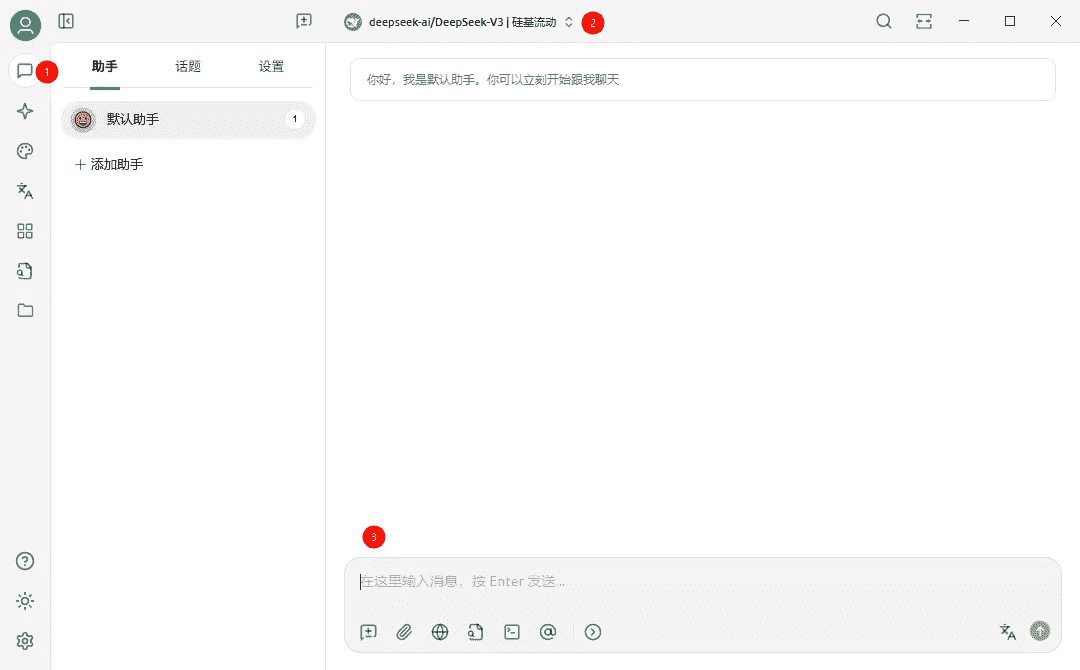 deepseek-ai/DeepSeek-V3 | 硅基流动
2
1
助手
话题
设置
你好，我是默认助手。你可以立刻开始跟我聊天
默认助手
1
添加助手
3
在这里输入消息，按 Enter 发送...